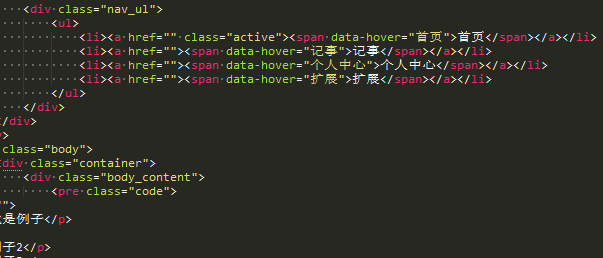 <div class="nav_ul">
<ul>
<li><a href="" class="active"><span data-hover="首页">首页</span></a></li>
<li><a href=""><span data-hover="记事">记事</span></a></li>
<li><a href=""><span data-hover="个人中心">个人中心</span></a></li>
<li><a href=""><span data-hover="扩展">扩展</span></a></li>
</ul>
</div>
</div>
>
class="body">
div class="container">
<div class="body_content">
<pre class="code">
"">
是例子</p>
子2</p>